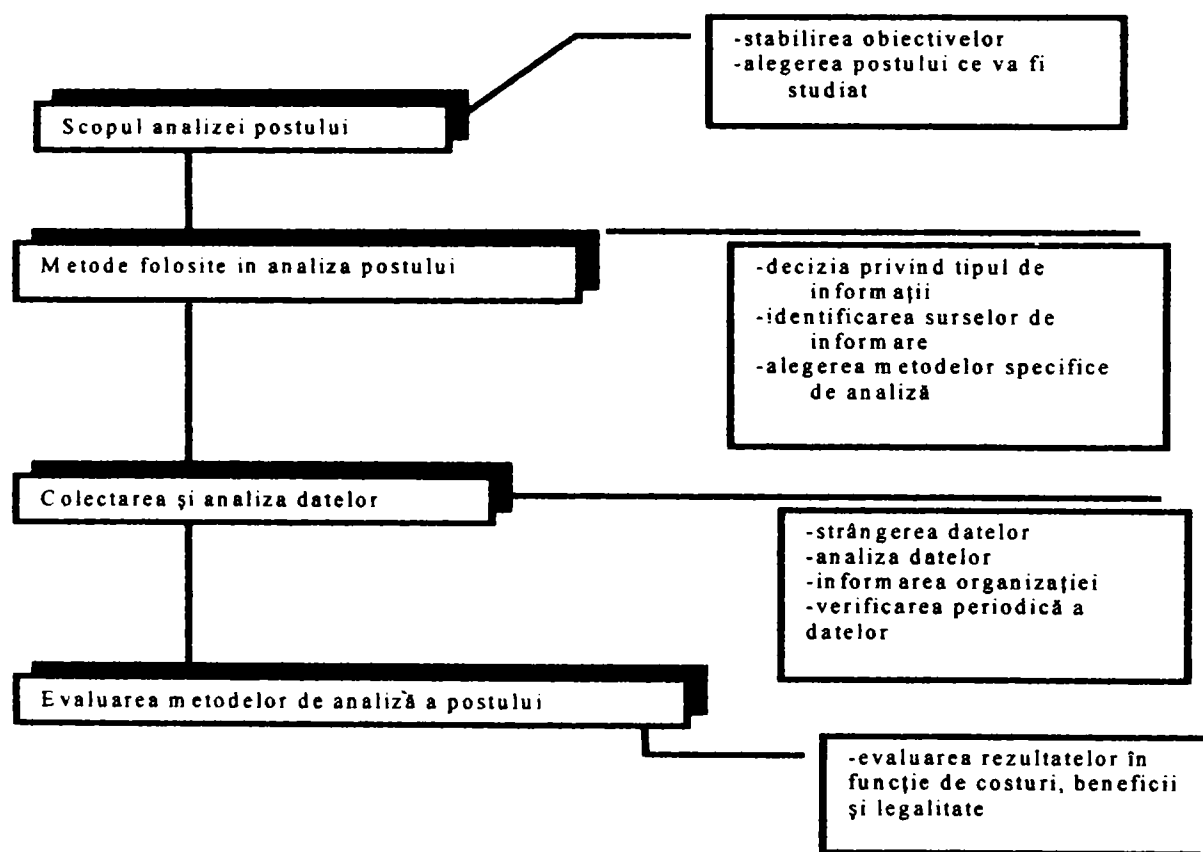 Scopul analizei postului
-stabilirea obiectivelor
-alegerea postului ce va fi
studiat
Metode folosite in analiza postului
-decizia privind tipul de
informații
-identificarea surselor de
informare
-alegerea metodelor specifice
de analiză
Colectarea și analiza datelor
-strângerea datelor
-analiza datelor
-informarea organizației
-verificarea periodică a
datelor
Evaluarea metodelor de analiză a postului
-evaluarea rezultatelor în
funcție de costuri, beneficii
și legalitate